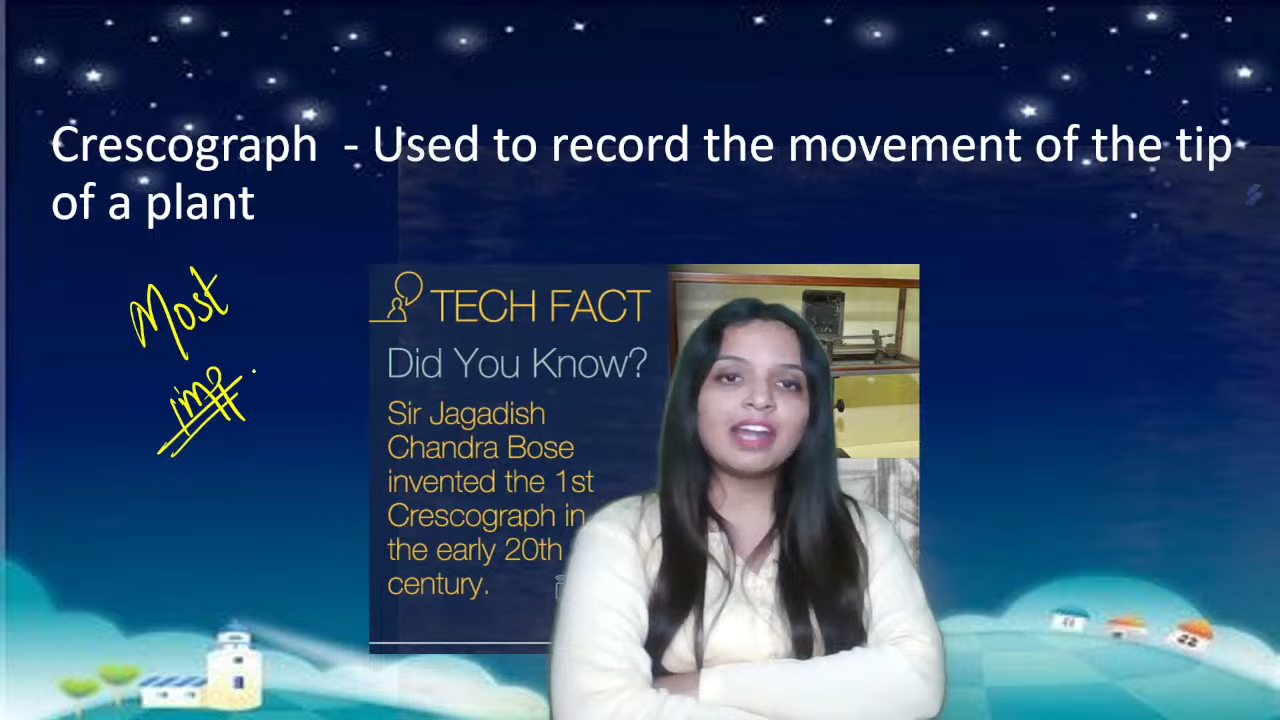 Crescograph - Used to record the movement of the tip
of a plant
Most
imp
TECH FACT
Did You Know?
Sir Jagadish
Chandra Bose
invented the 1st
Crescograph in
the early 20th
century.